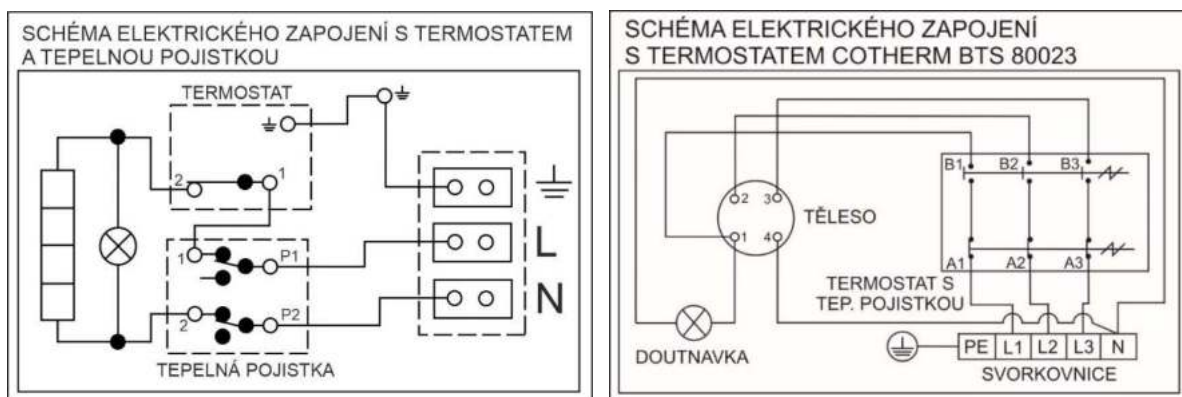 SCHÉMA ELEKTRICKÉHO ZAPOJENÍ S TERMOSTATEM
A TEPELNOU POJISTKOU
TERMOSTAT
2
1
1
P1
L
N
2
P2
TEPELNÁ POJISTKA
SCHÉMA ELEKTRICKÉHO ZAPOJENÍ
S TERMOSTATEM COTHERM BTS 80023
B1 B2 B3
2 3
TĚLESO
1 4
A1 A2 A3
TERMOSTAT S
TEP. POJISTKOU
DOUTNAVKA
PE L1 L2 L3 N
SVORKOVNICE